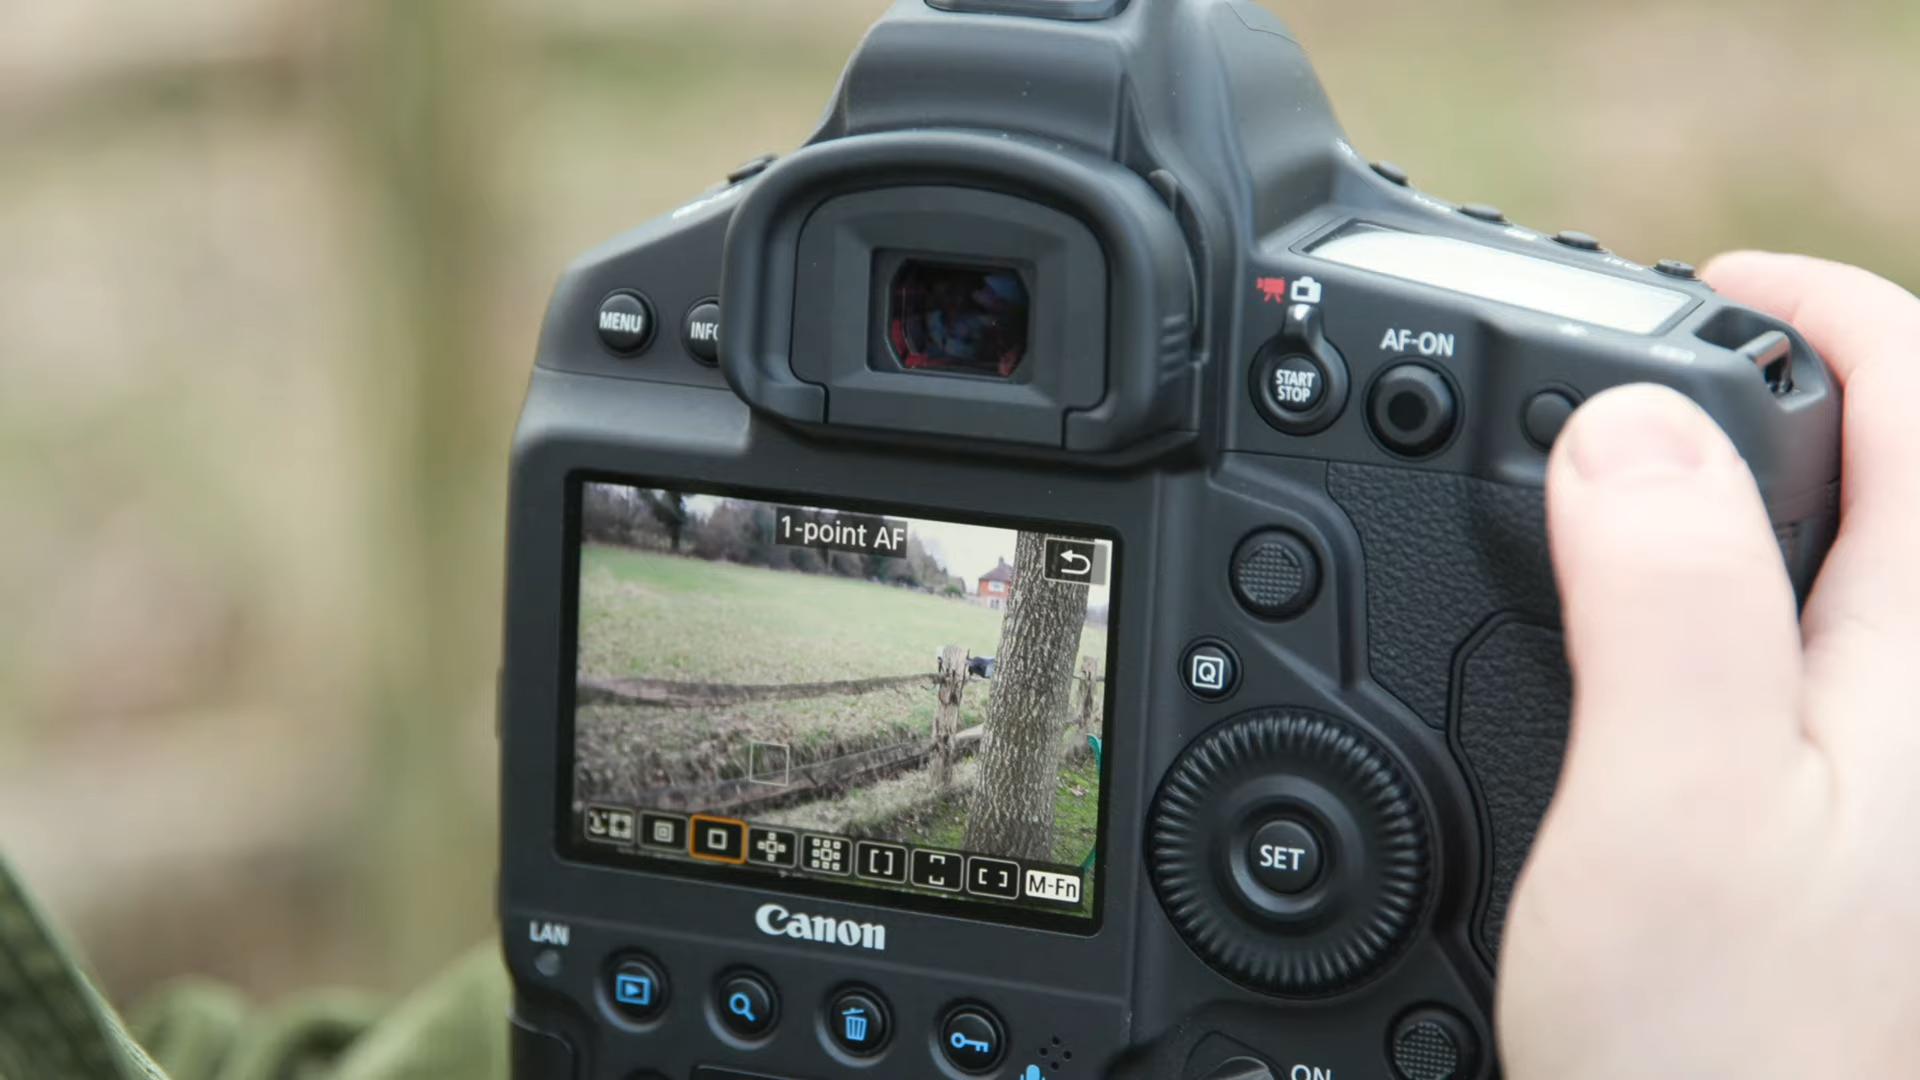 MENU
INFO
START
STOP
AF-ON
1-point AF
Q
SET
M-Fn
Canon
LAN
ON